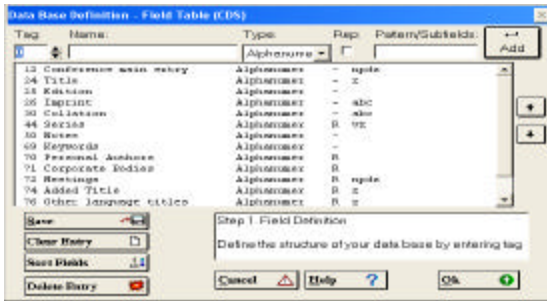 Data Base Definition - Field Table (CDS)
Tag: Name: Type: Rep: Pattern/Subfields:
Alphanume Add
12 Conference main entry Alphanumer - npds
24 Title Alphanumer - z
25 Edition Alphanumer -
26 Imprint Alphanumer - abc
30 Collation Alphanumer - abc
44 Series Alphanumer R vz
50 Notes Alphanumer -
69 Keywords Alphanumer -
70 Personal Authors Alphanumer R
71 Corporate Bodies Alphanumer R
72 Meetings Alphanumer R npds
74 Added Title Alphanumer R z
76 Other language titles Alphanumer R z
Save
Clear Entry
Sort Fields
Delete Entry
Step 1. Field Definition
Define the structure of your data base by entering tag
Cancel Help ? Ok